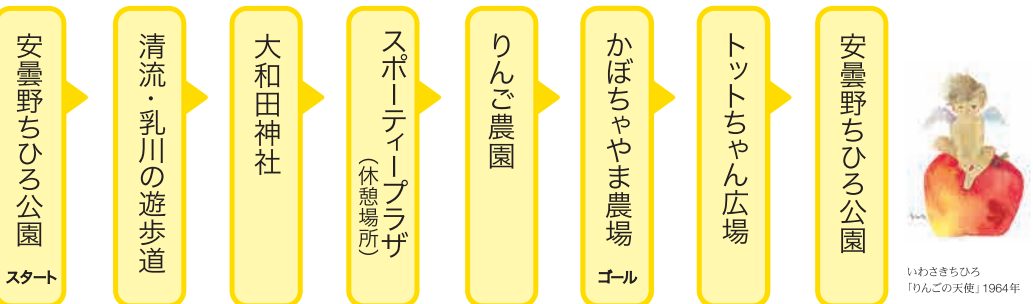 安曇野ちひろ公園
スタート
清流・乳川の遊歩道
大和田神社
スポーティープラザ
(休憩場所)
りんご農園
かぼちゃやま農場
ゴール
トットちゃん広場
安曇野ちひろ公園
いわさきちひろ
「りんごの天使」1964年